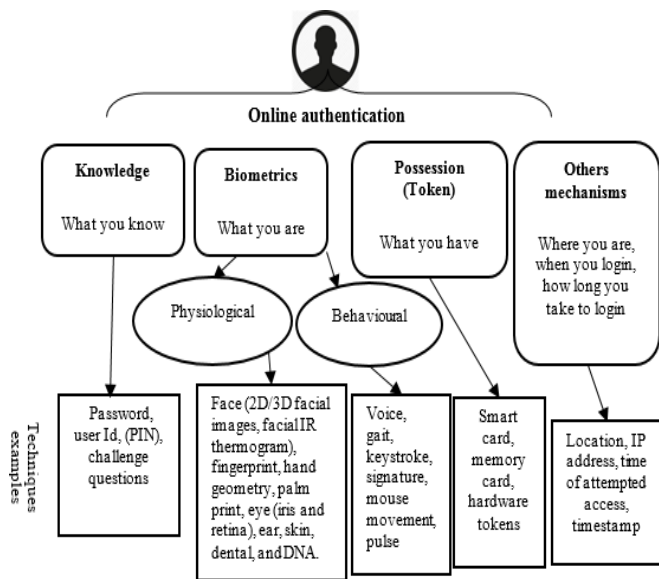 Online authentication
Knowledge
What you know
Biometrics
What you are
Possession
(Token)
What you have
Others
mechanisms
Where you are,
when you login,
how long you
take to login
Physiological
Behavioural
Techniques
examples
Password,
user Id, (PIN),
challenge
questions
Face (2D/3D facial
images, facial IR
thermogram),
fingerprint, hand
geometry, palm
print, eye (iris and
retina), ear, skin,
dental, and DNA.
Voice,
gait,
keystroke,
signature,
mouse
movement,
pulse
Smart
card,
memory
card,
hardware
tokens
Location, IP
address, time
of attempted
access,
timestamp